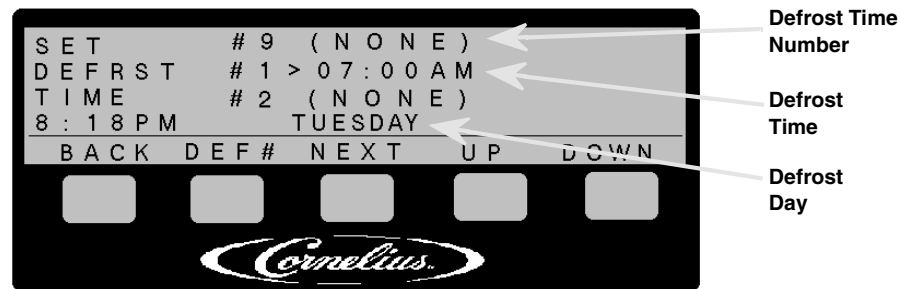 SET #9 (NONE)
DEFRST #1>07:00AM
TIME #2 (NONE)
8:18PM TUESDAY
BACK DEF# NEXT UP DOWN
Cornelius
Defrost Time
Number
Defrost
Time
Defrost
Day